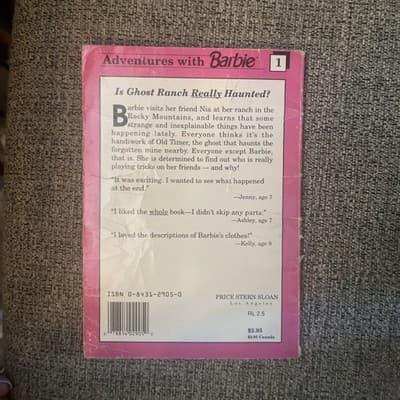 Adventures with Barbie 1
Is Ghost Ranch Really Haunted?
Barbie visits her friend Nia at her ranch in the
Rocky Mountains, and learns that some
strange and inexplainable things have been
happening lately. Everyone thinks it's the
handiwork of Old Timer, the ghost that haunts the
forgotten mine nearby. Everyone except Barbie,
that is. She is determined to find out who is really
playing tricks on her friends — and why!
"It was exciting. I wanted to see what happened
at the end."
—Jenny, age 7
"I liked the whole book—I didn't skip any parts."
—Ashley, age 7
"I loved the descriptions of Barbie's clothes!"
—Kelly, age 8
ISBN 0-8431-2903-0
PRICE STERN SLOAN
Los Angeles
RL 2.5
$2.95